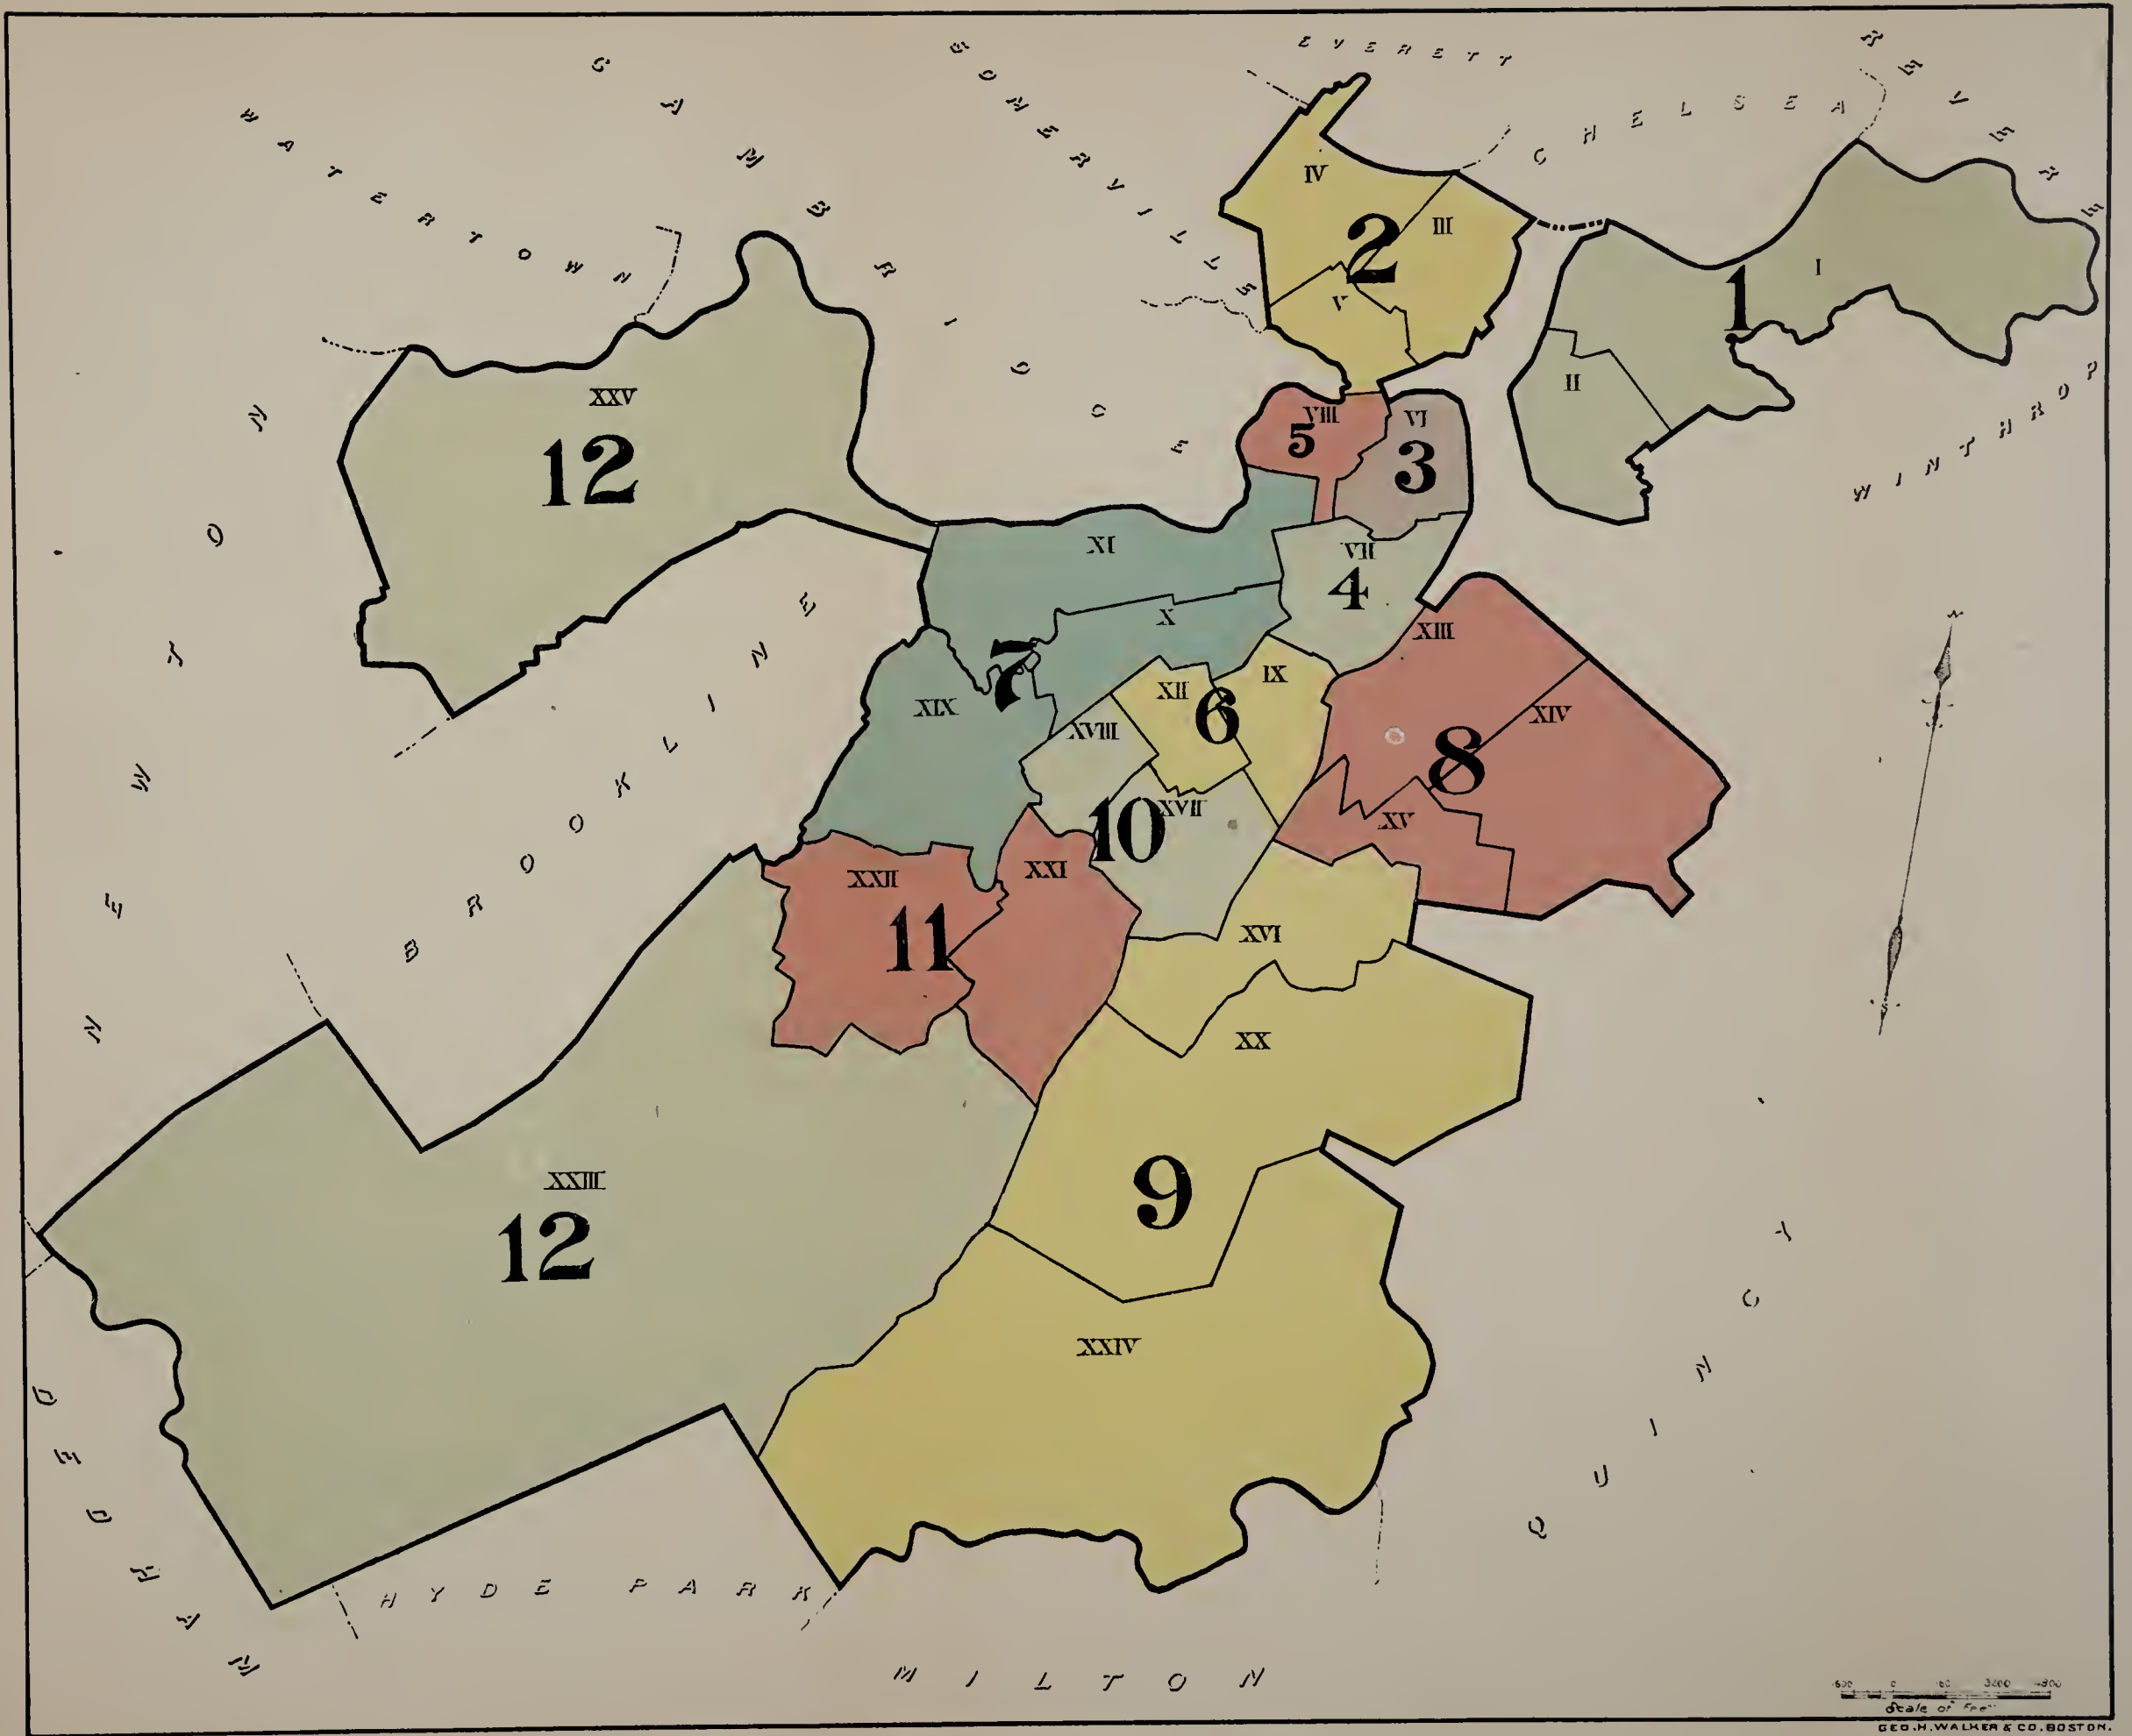 EVERETT
CHELSEA
REVERE
SOMERVILLE
CAMBRIDGE
WATERTOWN
IV
III
2
V
I
1
II
WINTHROP
XXV
12
VIII
5
VI
3
XI
VII
4
X
7
XIX
XII
IX
6
XVIII
XIII
XIV
8
XV
XVII
10
NEWTON
BROOKLINE
XXII
XXI
11
XVI
XX
XXIII
12
9
XXIV
QUINCY
DEDHAM
HYDE PARK
MILTON
N
S
0
3200
Scale of Feet
GEO.H.WALKER & CO. BOSTON.